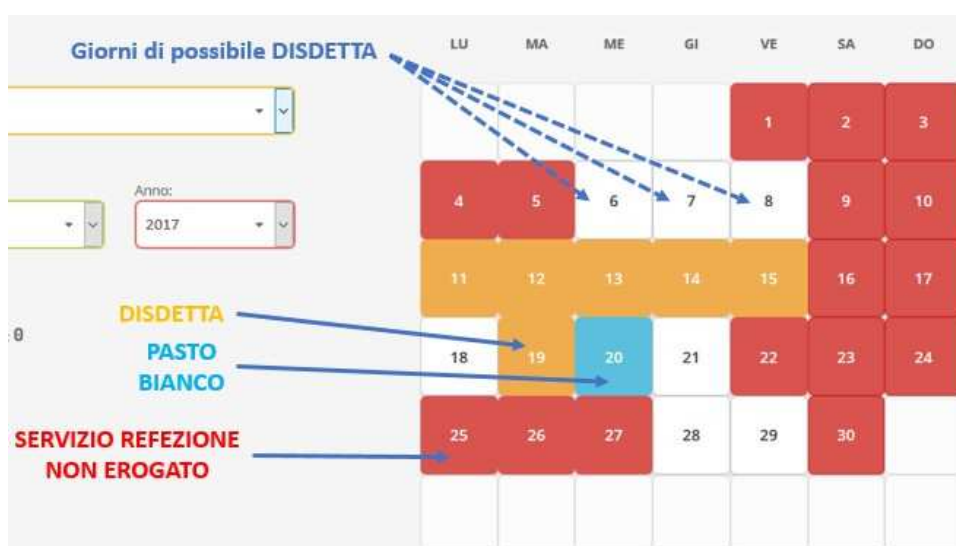 Giorni di possibile DISDETTA
LU MA ME GI VE SA DO
1 2 3
Anno:
2017
4 5 6 7 8 9 10
11 12 13 14 15 16 17
DISDETTA
0
PASTO
BIANCO
18 19 20 21 22 23 24
SERVIZIO REFEZIONE
NON EROGATO
25 26 27 28 29 30